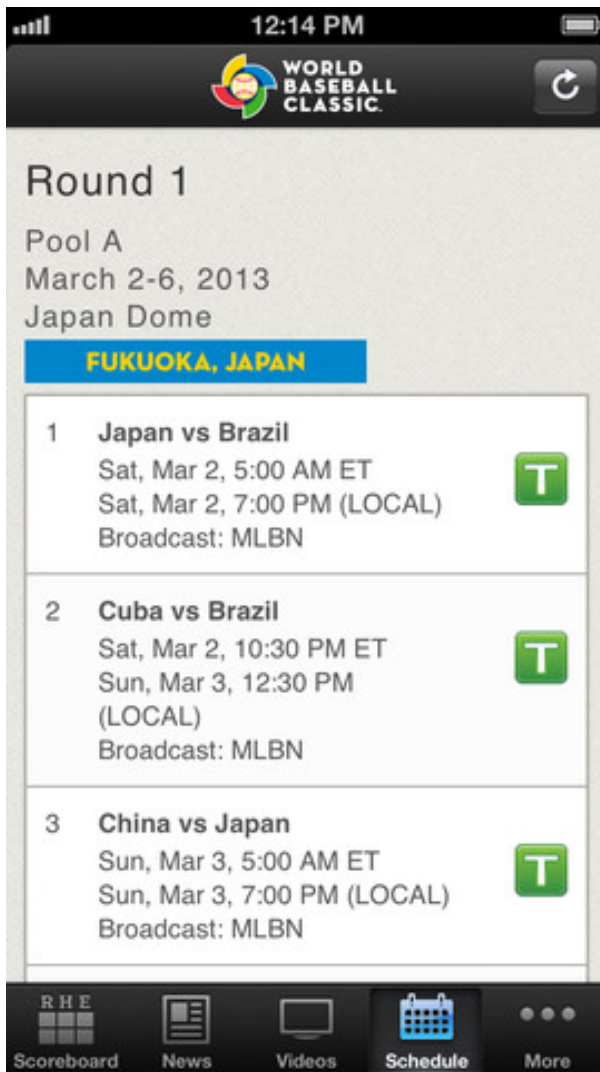 12:14 PM
WORLD
BASEBALL
CLASSIC.
Round 1
Pool A
March 2-6, 2013
Japan Dome
FUKUOKA, JAPAN
1 Japan vs Brazil
Sat, Mar 2, 5:00 AM ET
Sat, Mar 2, 7:00 PM (LOCAL)
Broadcast: MLBN
T
2 Cuba vs Brazil
Sat, Mar 2, 10:30 PM ET
Sun, Mar 3, 12:30 PM
(LOCAL)
Broadcast: MLBN
T
3 China vs Japan
Sun, Mar 3, 5:00 AM ET
Sun, Mar 3, 7:00 PM (LOCAL)
Broadcast: MLBN
T
R H E
Scoreboard News Videos Schedule More